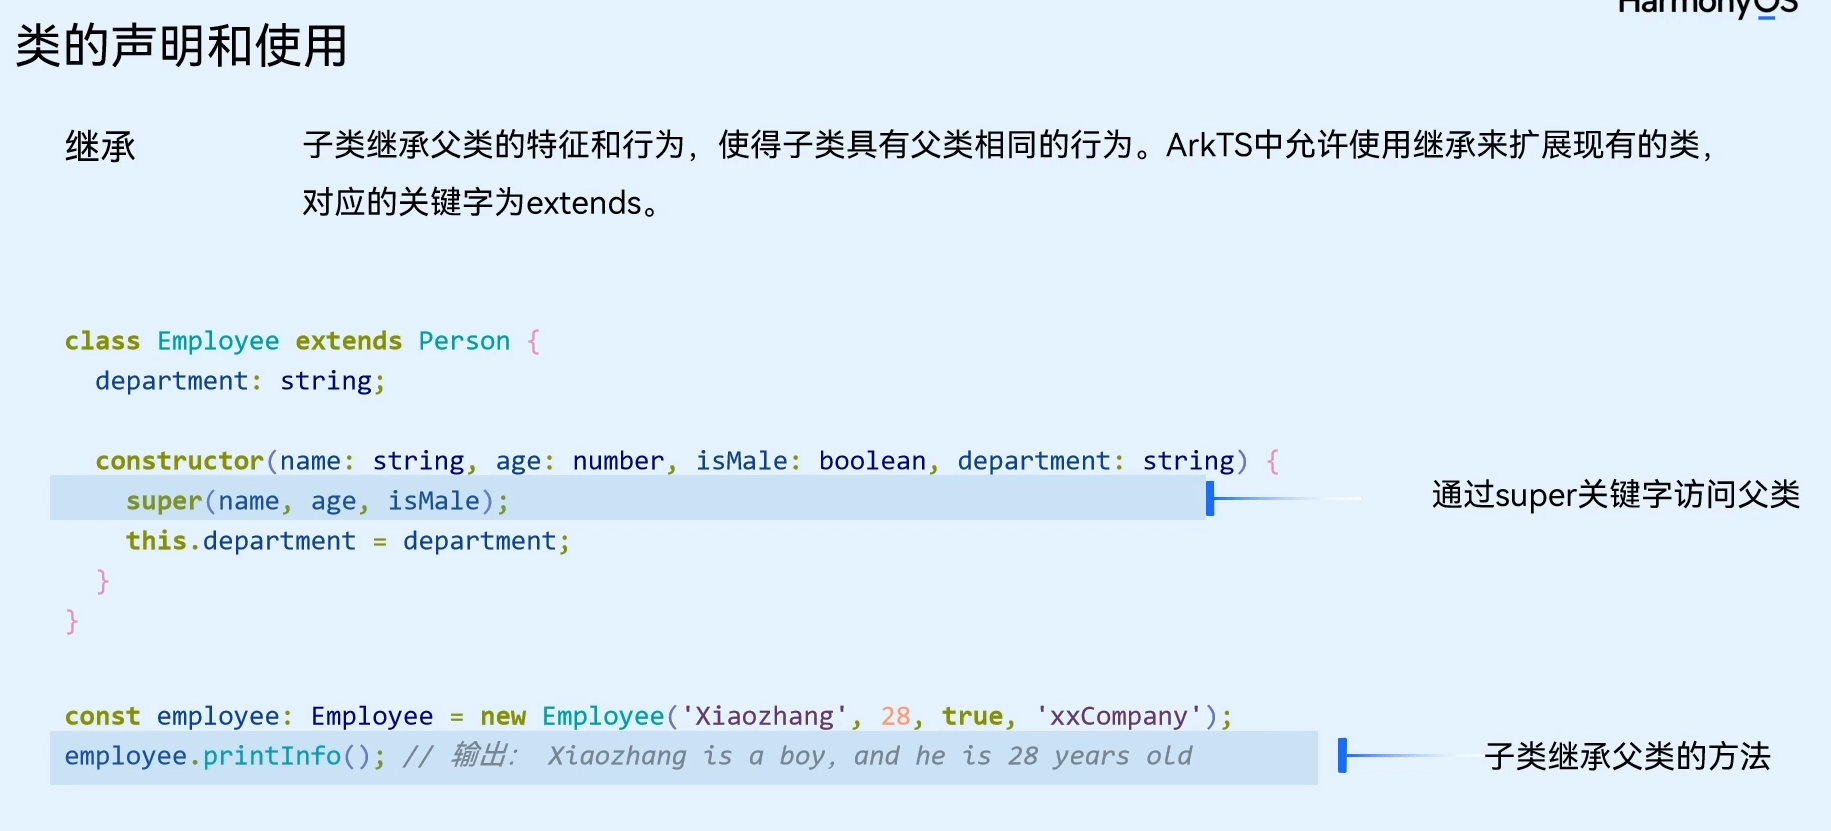 HarmonyOS
类的声明和使用
继承
子类继承父类的特征和行为，使得子类具有父类相同的行为。ArkTS中允许使用继承来扩展现有的类，
对应的关键字为extends。
class Employee extends Person {
department: string;
constructor(name: string, age: number, isMale: boolean, department: string) {
super(name, age, isMale);
通过super关键字访问父类
this.department = department;
}
}
const employee: Employee = new Employee('Xiaozhang', 28, true, 'xxCompany');
employee.printInfo(); // 输出： Xiaozhang is a boy, and he is 28 years old
子类继承父类的方法